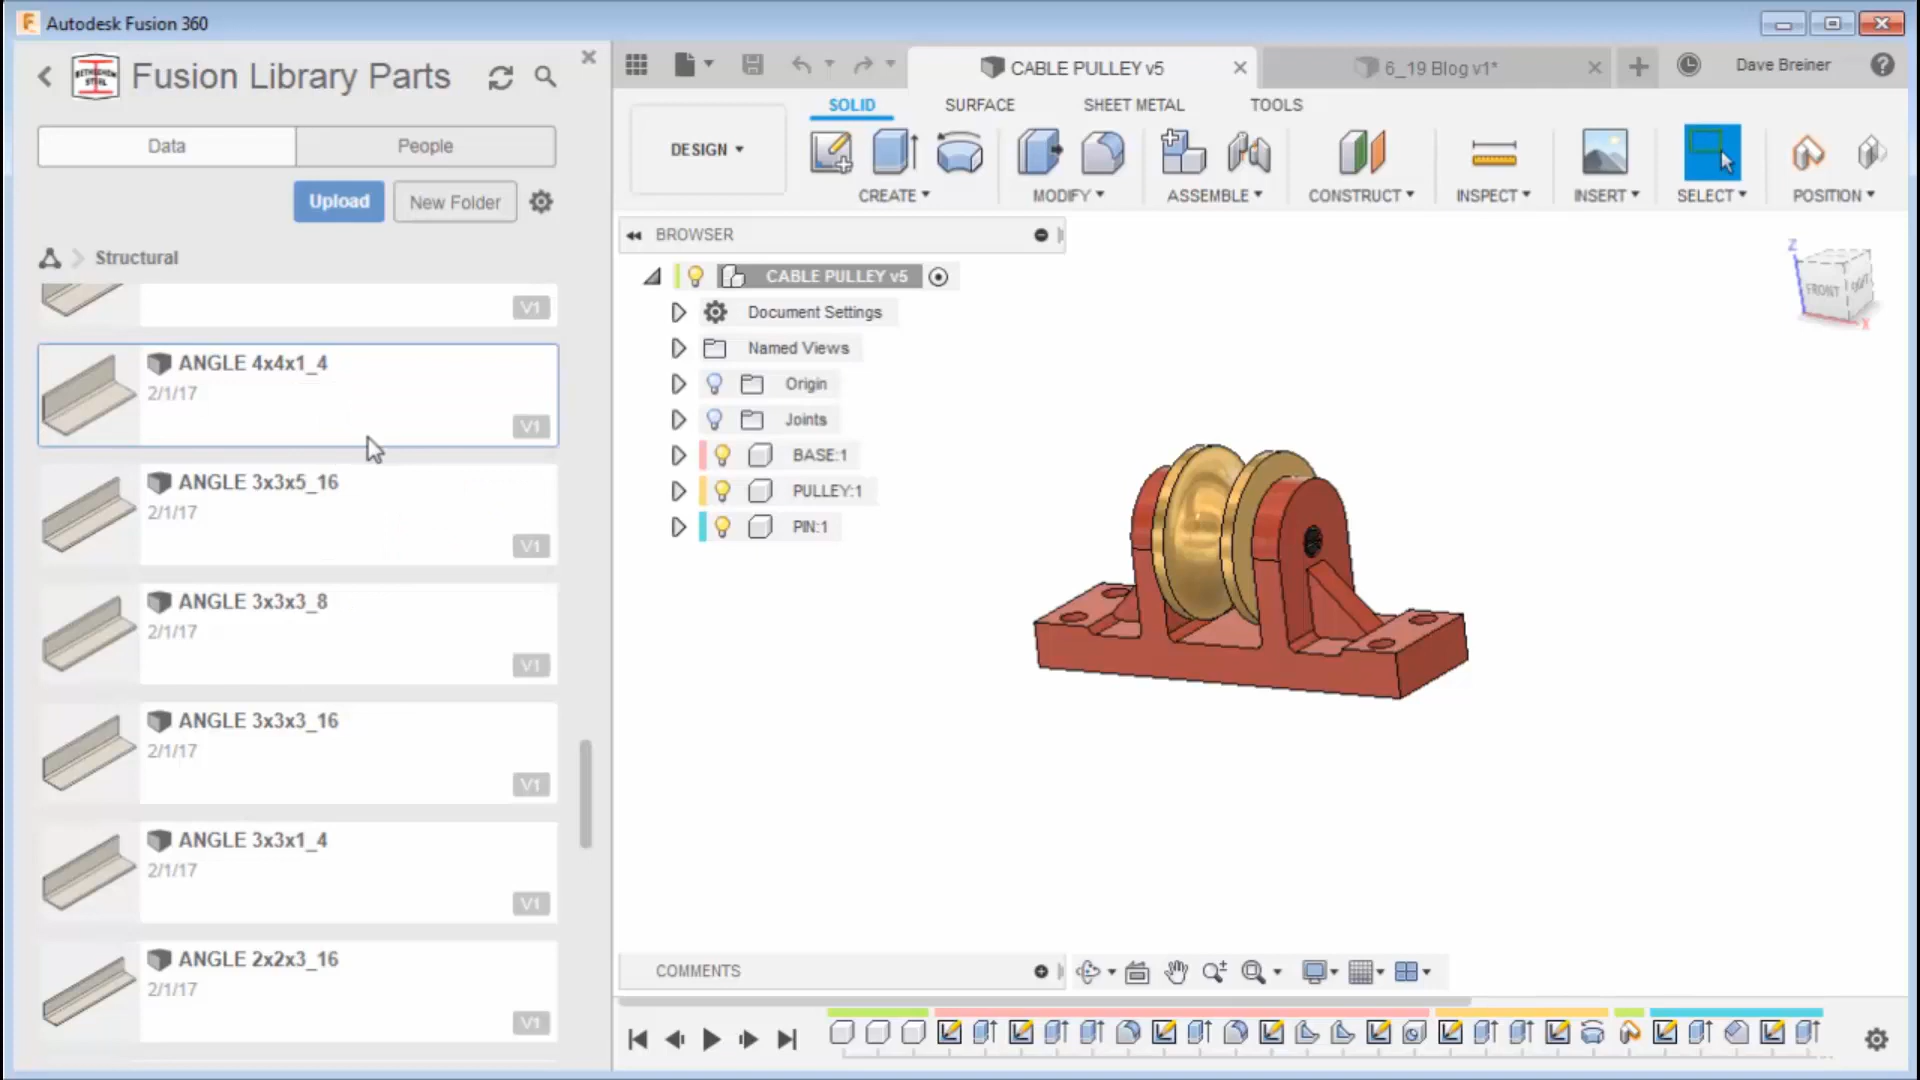 Autodesk Fusion 360
BETHLEHEM
STEEL
Fusion Library Parts
Data
People
Upload
New Folder
Structural
V1
ANGLE 4x4x1_4
2/1/17
V1
ANGLE 3x3x5_16
2/1/17
V1
ANGLE 3x3x3_8
2/1/17
V1
ANGLE 3x3x3_16
2/1/17
V1
ANGLE 3x3x1_4
2/1/17
V1
ANGLE 2x2x3_16
2/1/17
V1
CABLE PULLEY v5
6_19 Blog v1*
Dave Breiner
SOLID
SURFACE
SHEET METAL
TOOLS
DESIGN
CREATE
MODIFY
ASSEMBLE
CONSTRUCT
INSPECT
INSERT
SELECT
POSITION
BROWSER
CABLE PULLEY v5
Document Settings
Named Views
Origin
Joints
BASE:1
PULLEY:1
PIN:1
Z
FRONT
X
COMMENTS